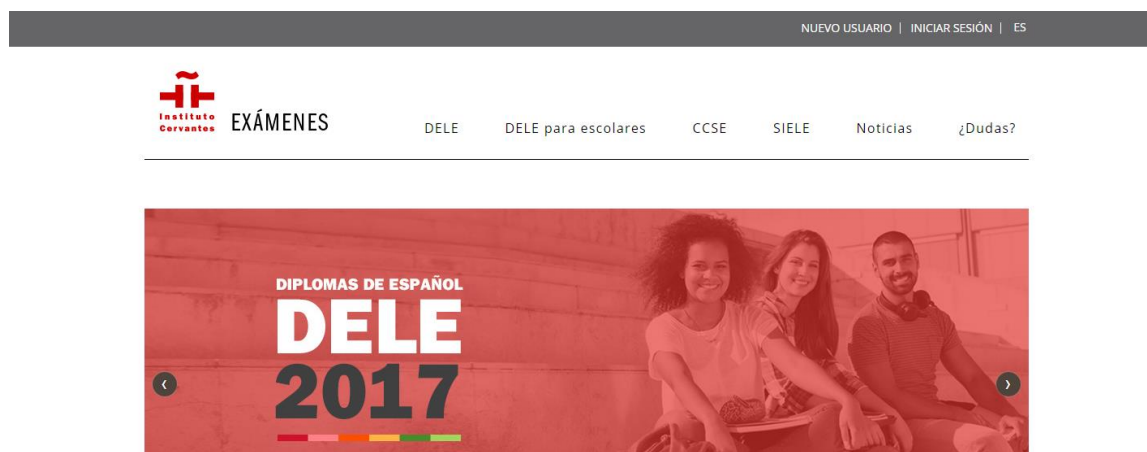 NUEVO USUARIO | INICIAR SESIÓN | ES
Instituto
Cervantes
EXÁMENES
DELE DELE para escolares CCSE SIELE Noticias ¿Dudas?
DIPLOMAS DE ESPAÑOL
DELE
2017